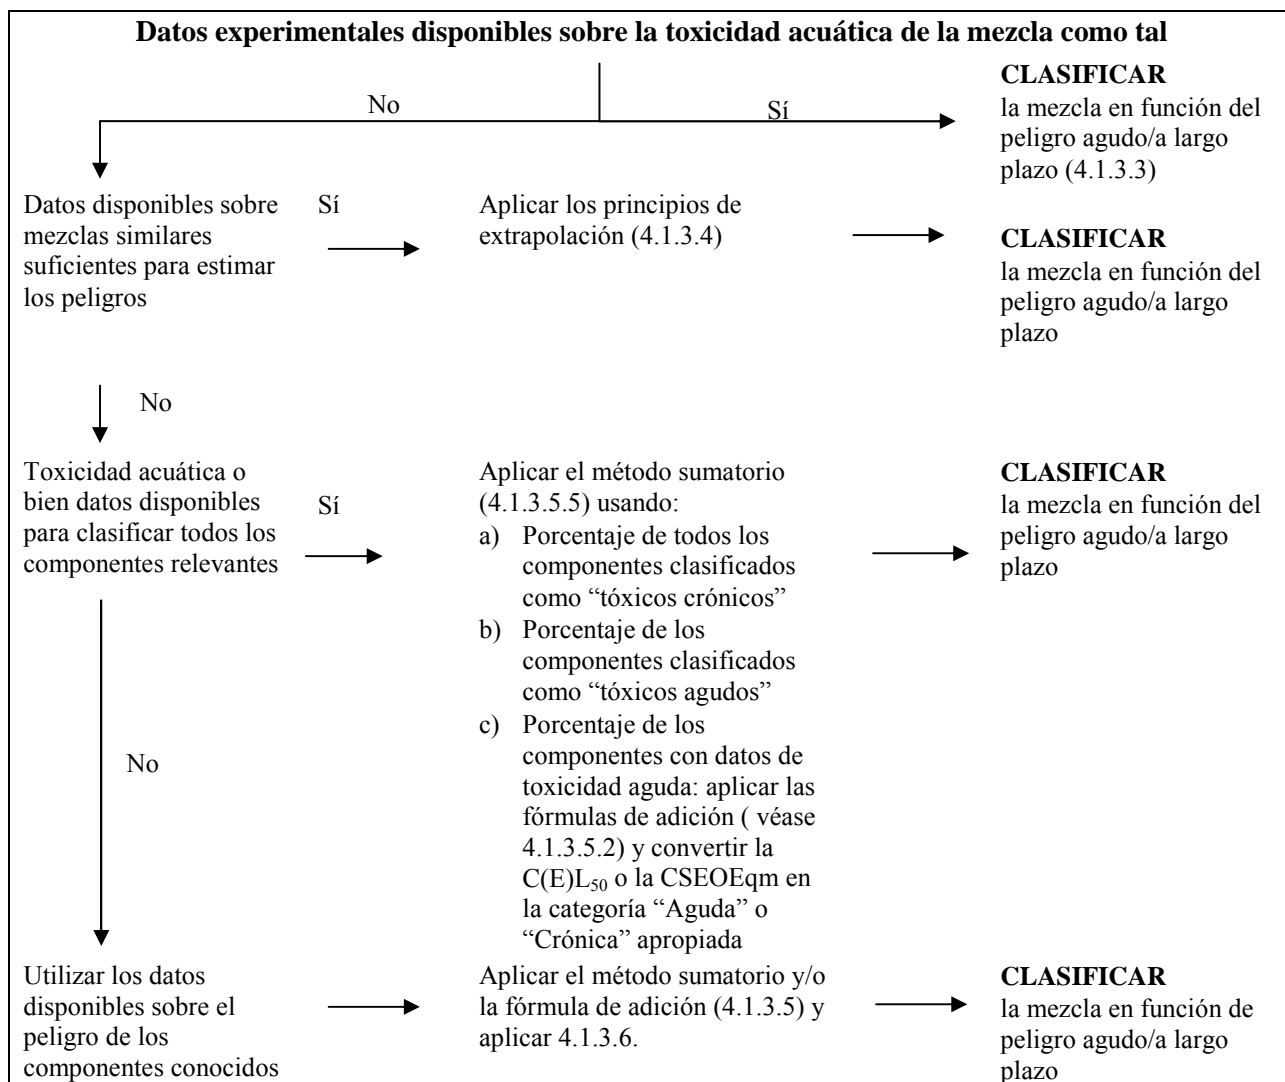 Datos experimentales disponibles sobre la toxicidad acuática de la mezcla como tal
No
Sí
CLASIFICAR
la mezcla en función del
peligro agudo/a largo
plazo (4.1.3.3)
Datos disponibles sobre
mezclas similares
suficientes para estimar
los peligros
Sí
Aplicar los principios de
extrapolación (4.1.3.4)
CLASIFICAR
la mezcla en función del
peligro agudo/a largo
plazo
No
Toxicidad acuática o
bien datos disponibles
para clasificar todos los
componentes relevantes
Sí
Aplicar el método sumatorio
(4.1.3.5.5) usando:
a) Porcentaje de todos los
componentes clasificados
como “tóxicos crónicos”
b) Porcentaje de los
componentes clasificados
como “tóxicos agudos”
c) Porcentaje de los
componentes con datos de
toxicidad aguda: aplicar las
fórmulas de adición ( véase
4.1.3.5.2) y convertir la
C(E)L₅₀ o la CSEOEqm en
la categoría “Aguda” o
“Crónica” apropiada
CLASIFICAR
la mezcla en función del
peligro agudo/a largo
plazo
No
Utilizar los datos
disponibles sobre el
peligro de los
componentes conocidos
Aplicar el método sumatorio y/o
la fórmula de adición (4.1.3.5) y
aplicar 4.1.3.6.
CLASIFICAR
la mezcla en función de
peligro agudo/a largo
plazo